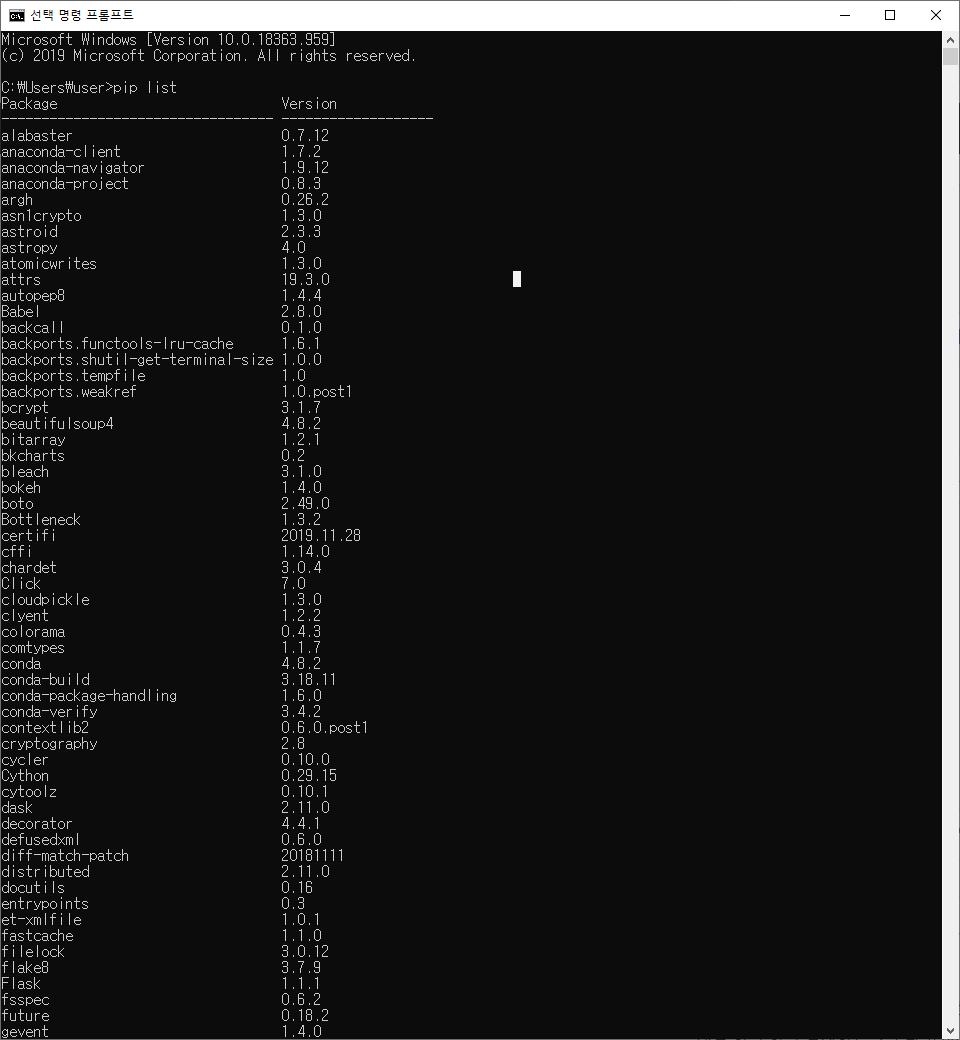 선택 명령 프롬프트
Microsoft Windows [Version 10.0.18363.959]
(c) 2019 Microsoft Corporation. All rights reserved.
C:₩Users₩user>pip list
Package Version
---------------------------------- -------------------
alabaster 0.7.12
anaconda-client 1.7.2
anaconda-navigator 1.9.12
anaconda-project 0.8.3
argh 0.26.2
asn1crypto 1.3.0
astroid 2.3.3
astropy 4.0
atomicwrites 1.3.0
attrs 19.3.0
autopep8 1.4.4
Babel 2.8.0
backcall 0.1.0
backports.functools-lru-cache 1.6.1
backports.shutil-get-terminal-size 1.0.0
backports.tempfile 1.0
backports.weakref 1.0.post1
bcrypt 3.1.7
beautifulsoup4 4.8.2
bitarray 1.2.1
bkcharts 0.2
bleach 3.1.0
bokeh 1.4.0
boto 2.49.0
Bottleneck 1.3.2
certifi 2019.11.28
cffi 1.14.0
chardet 3.0.4
Click 7.0
cloudpickle 1.3.0
clyent 1.2.2
colorama 0.4.3
comtypes 1.1.7
conda 4.8.2
conda-build 3.18.11
conda-package-handling 1.6.0
conda-verify 3.4.2
contextlib2 0.6.0.post1
cryptography 2.8
cycler 0.10.0
Cython 0.29.15
cytoolz 0.10.1
dask 2.11.0
decorator 4.4.1
defusedxml 0.6.0
diff-match-patch 20181111
distributed 2.11.0
docutils 0.16
entrypoints 0.3
et-xmlfile 1.0.1
fastcache 1.1.0
filelock 3.0.12
flake8 3.7.9
Flask 1.1.1
fsspec 0.6.2
future 0.18.2
gevent 1.4.0